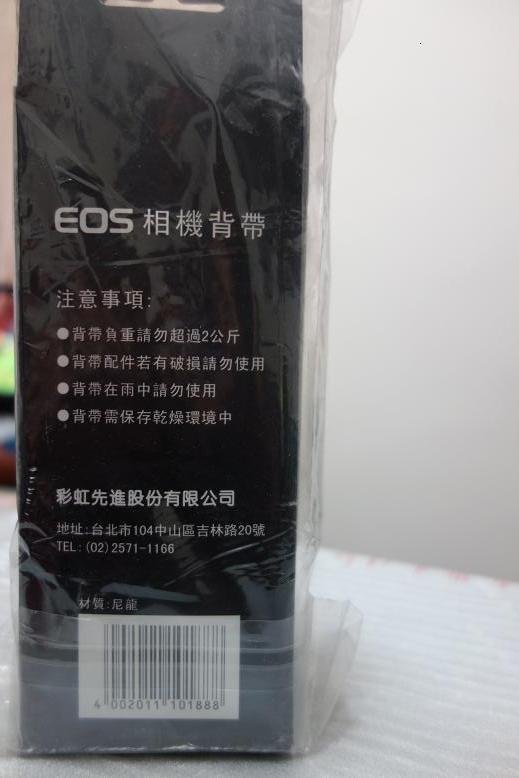 EOS 相機背帶
注意事項:
●背帶負重請勿超過2公斤
●背帶配件若有破損請勿使用
●背帶在雨中請勿使用
●背帶需保存乾燥環境中
彩虹先進股份有限公司
地址:台北市104中山區吉林路20號
TEL:(02)2571-1166
材質:尼龍
4 002011 101888